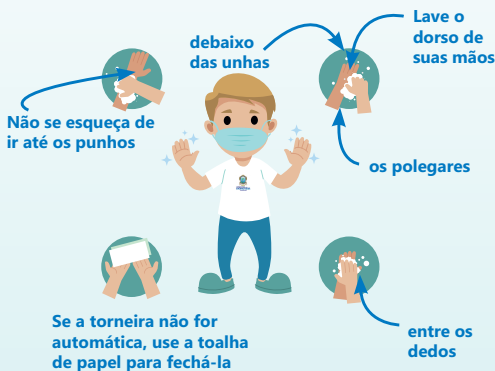 debaixo
das unhas
Lave o
dorso de
suas mãos
Não se esqueça de
ir até os punhos
os polegares
Se a torneira não for
automática, use a toalha
de papel para fechá-la
entre os
dedos